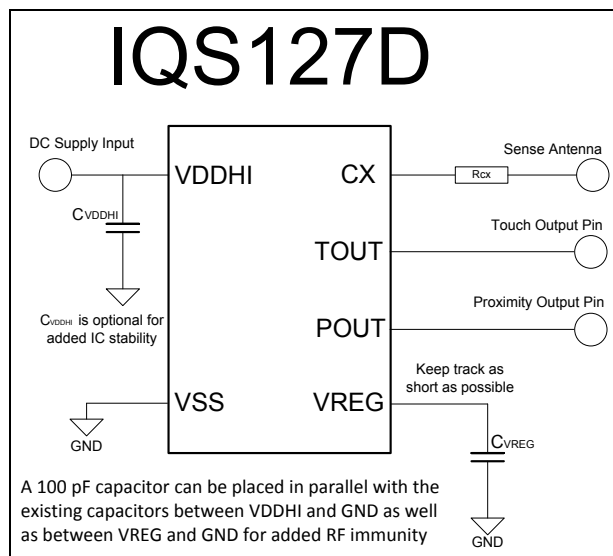 IQS127D
DC Supply Input
Sense Antenna
VDDHI
CX
Rcx
CVDDHI
Touch Output Pin
TOUT
Proximity Output Pin
CVDDHI is optional for
added IC stability
POUT
Keep track as
short as possible
VSS
VREG
GND
CVREG
A 100 pF capacitor can be placed in parallel with the
existing capacitors between VDDHI and GND as well
as between VREG and GND for added RF immunity
GND